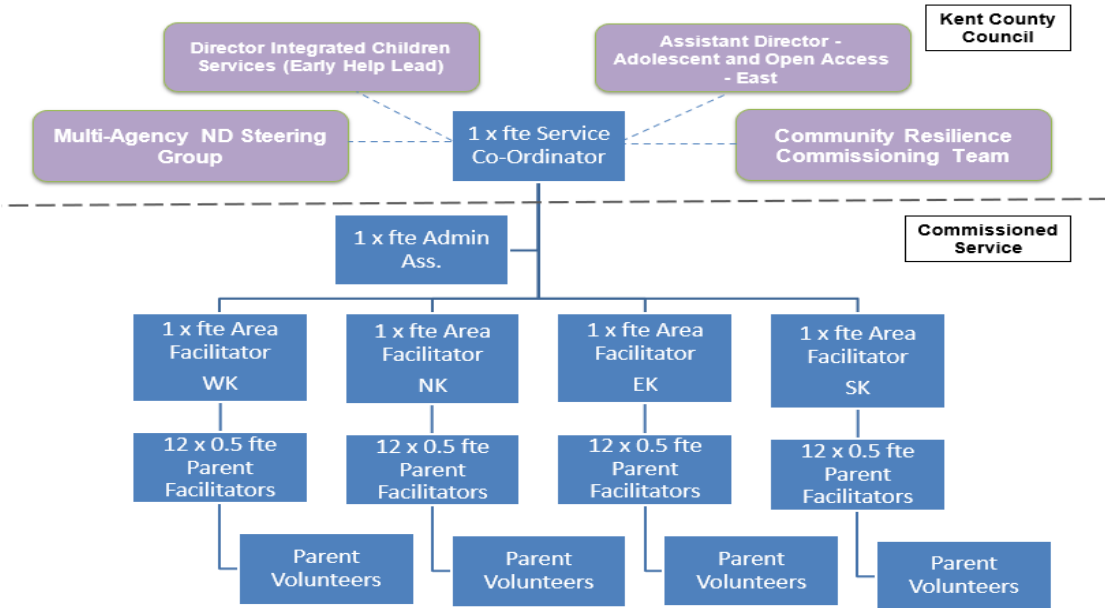 Kent County
Council
Director Integrated Children
Services (Early Help Lead)
Assistant Director -
Adolescent and Open Access
- East
Multi-Agency ND Steering
Group
1 x fte Service
Co-Ordinator
Community Resilience
Commissioning Team
Commissioned
Service
1 x fte Admin
Ass.
1 x fte Area
Facilitator
WK
1 x fte Area
Facilitator
NK
1 x fte Area
Facilitator
EK
1 x fte Area
Facilitator
SK
12 x 0.5 fte
Parent
Facilitators
12 x 0.5 fte
Parent
Facilitators
12 x 0.5 fte
Parent
Facilitators
12 x 0.5 fte
Parent
Facilitators
Parent
Volunteers
Parent
Volunteers
Parent
Volunteers
Parent
Volunteers